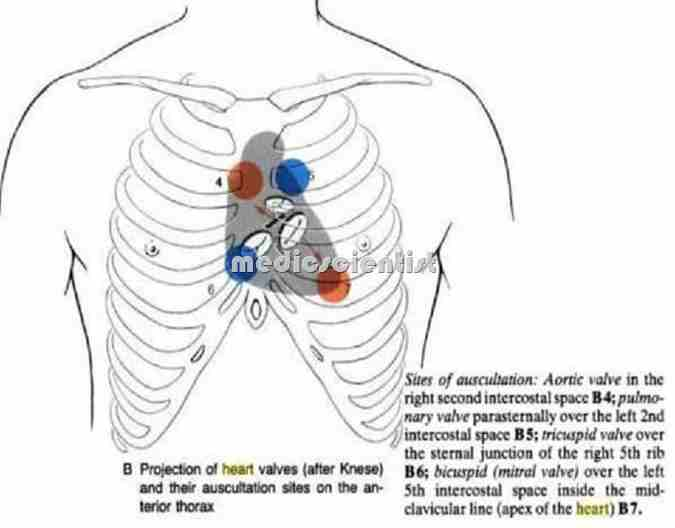 4
5
medicscientist
6
7
Sites of auscultation: Aortic valve in the
right second intercostal space B4; pulmo-
nary valve parasternally over the left 2nd
intercostal space B5; tricuspid valve over
the sternal junction of the right 5th rib
B6; bicuspid (mitral valve) over the left
5th intercostal space inside the mid-
clavicular line (apex of the heart) B7.
B Projection of heart valves (after Knese)
and their auscultation sites on the an-
terior thorax